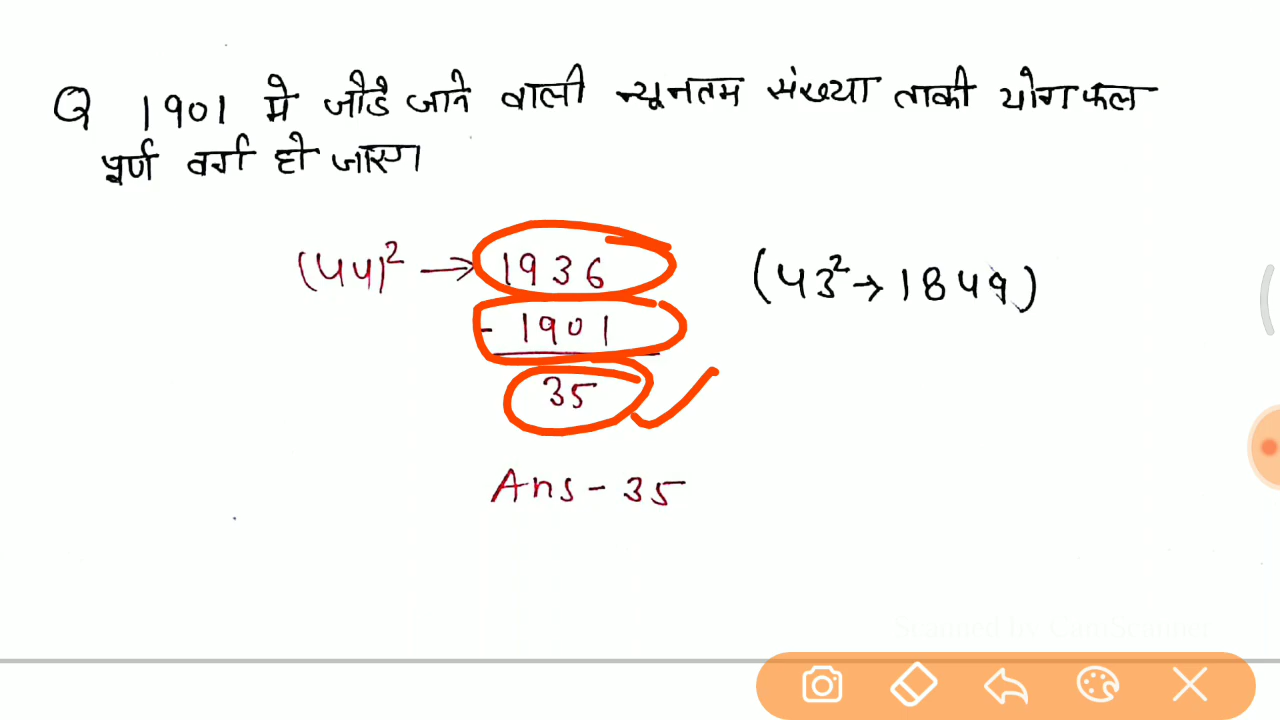 Q 1901 में जोडे जाने वाली न्यूनतम संख्या ताकी योगफल
पूर्ण वर्ग हो जाए।
(44)² → 1936 (43² → 1849)
- 1901
35
Ans - 35